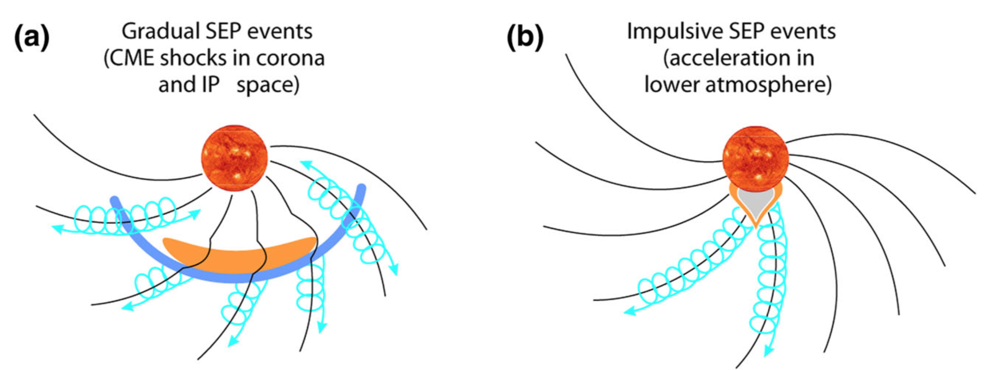 (a)
Gradual SEP events
(CME shocks in corona
and IP space)
(b)
Impulsive SEP events
(acceleration in
lower atmosphere)